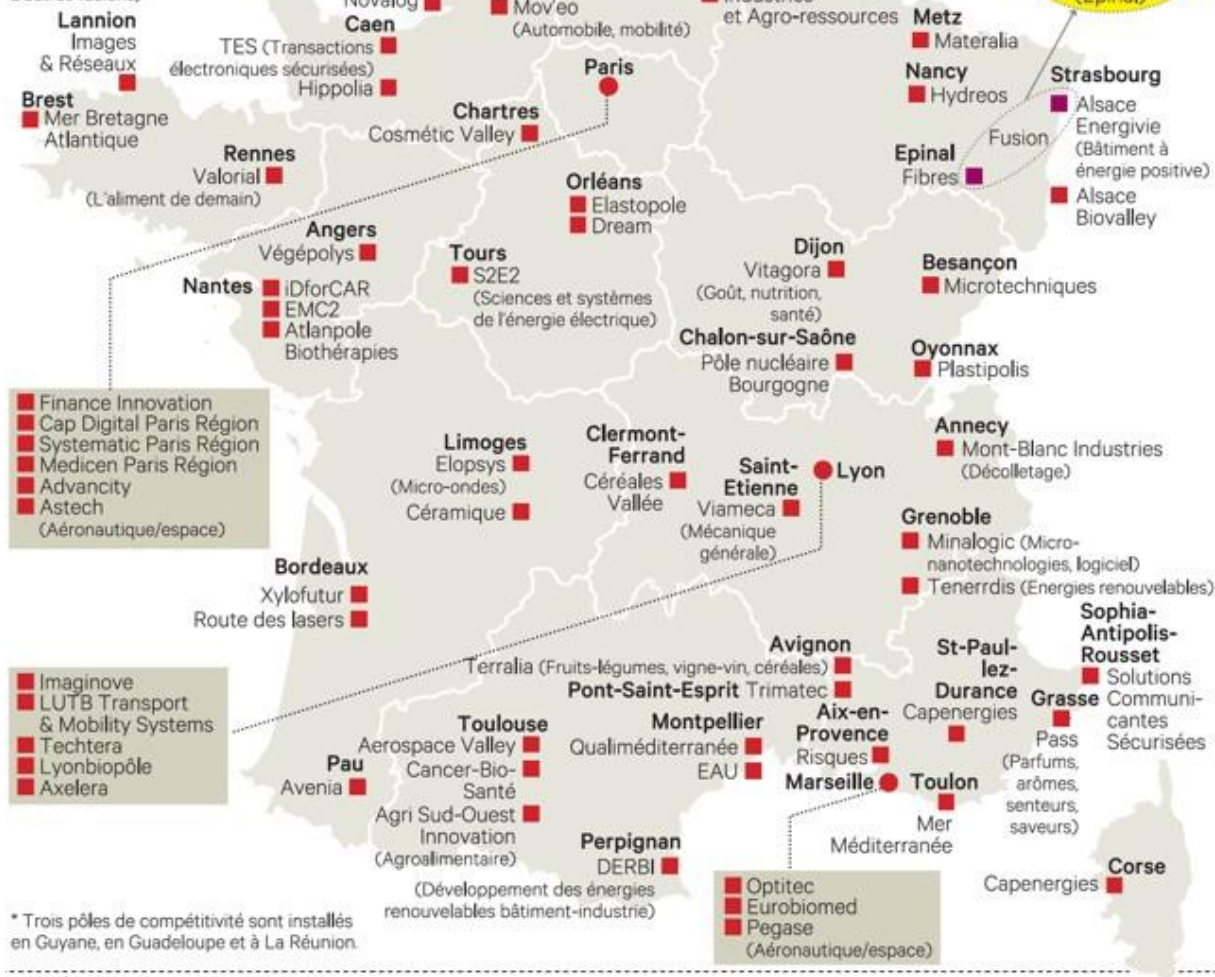 Novalog
Mov'eo
(Automobile, mobilité)
et Agro-ressources
(Epinal)
Lannion
Images
& Réseaux
Caen
TES (Transactions
électroniques sécurisées)
Hippolia
Paris
Metz
Materalia
Nancy
Hydreos
Strasbourg
Alsace
Energivie
(Bâtiment à
énergie positive)
Alsace
Biovalley
Fusion
Epinal
Fibres
Brest
Mer Bretagne
Atlantique
Chartres
Cosmétic Valley
Rennes
Valorial
(L'aliment de demain)
Orléans
Elastopole
Dream
Angers
Végépolys
Tours
S2E2
(Sciences et systèmes
de l'énergie électrique)
Dijon
Vitagora
(Goût, nutrition,
santé)
Besançon
Microtechniques
Nantes
iDforCAR
EMC2
Atlanpole
Biothérapies
Chalon-sur-Saône
Pôle nucléaire
Bourgogne
Oyonnax
Plastipolis
Finance Innovation
Cap Digital Paris Région
Systematic Paris Région
Medicen Paris Région
Advancity
Astech
(Aéronautique/espace)
Limoges
Elopsys
(Micro-ondes)
Céramique
Clermont-
Ferrand
Céréales
Vallée
Saint-
Etienne
Viameca
(Mécanique
générale)
Lyon
Annecy
Mont-Blanc Industries
(Décolletage)
Grenoble
Minalogic (Micro-
nanotechnologies, logiciel)
Tenerrdis (Energies renouvelables)
Bordeaux
Xylofutur
Route des lasers
Imaginove
LUTB Transport
& Mobility Systems
Techtera
Lyonbiopôle
Axelera
Avignon
Terralia (Fruits-légumes, vigne-vin, céréales)
Pont-Saint-Esprit Trimatec
St-Paul-
lez-
Durance
Capenergies
Sophia-
Antipolis-
Rousset
Solutions
Communi-
cantes
Sécurisées
Grasse
Pass
(Parfums,
arômes,
senteurs,
saveurs)
Toulouse
Aerospace Valley
Cancer-Bio-
Santé
Agri Sud-Ouest
Innovation
(Agroalimentaire)
Montpellier
Qualiméditerranée
EAU
Aix-en-
Provence
Risques
Marseille
Toulon
Mer
Méditerranée
Pau
Avenia
Perpignan
DERBI
(Développement des énergies
renouvelables bâtiment-industrie)
Optitec
Eurobiomed
Pegase
(Aéronautique/espace)
Corse
Capenergies
* Trois pôles de compétitivité sont installés
en Guyane, en Guadeloupe et à La Réunion.